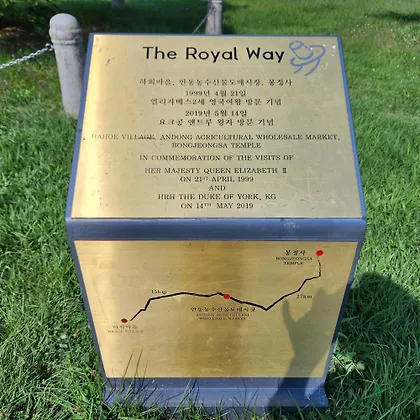 The Royal Way
하회마을, 안동농수산물도매시장, 봉정사
1999년 4월 21일
엘리자베스2세 영국여왕 방문 기념
2019년 5월 14일
요크공 앤드루 왕자 방문 기념
HAHOE VILLAGE, ANDONG AGRICULTURAL WHOLESALE MARKET,
BONGJEONGSA TEMPLE
IN COMMEMORATION OF THE VISITS OF
HER MAJESTY QUEEN ELIZABETH Ⅱ
ON 21ST APRIL 1999
AND
HRH THE DUKE OF YORK, KG
ON 14TH MAY 2019
봉정사
BONGJEONGSA
TEMPLE
15km
27km
안동농수산물도매시장
WHOLESALE MARKET
하회마을
HAHOE VILLAGE